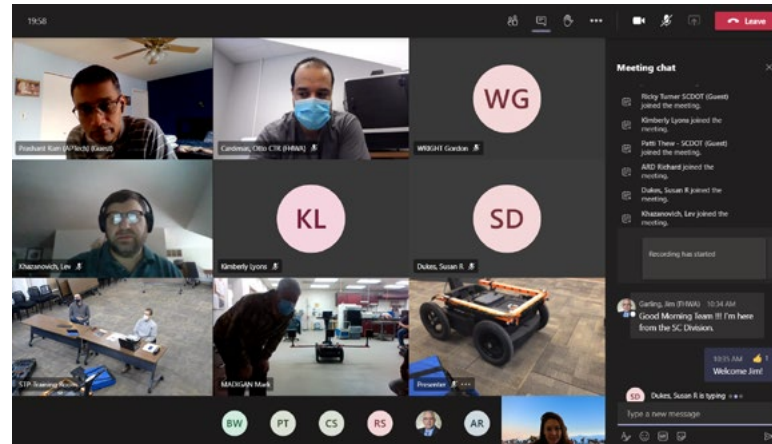 19:58
Leave
Meeting chat
Ricky Turner SCDOT (Guest)
joined the meeting.
Kimberly Lyons joined the
meeting.
Patti Thew - SCDOT (Guest)
joined the meeting.
ARD Richard joined the
meeting.
Dukes, Susan R joined the
meeting.
Khazanovich, Lev joined the
meeting.
Recording has started
Garling, Jim (FHWA) 10:34 AM
Good Morning Team !!! I'm here
from the SC Division.
10:35 AM 1
Welcome Jim!
SD Dukes, Susan R is typing
Type a new message
Prashant Ram (APTech) (Guest)
Cardenas, Otto CTR (FHWA)
WG
WRIGHT Gordon
Khazanovich, Lev
KL
Kimberly Lyons
SD
Dukes, Susan R.
STP-Training Room
MADIGAN Mark
Presenter
BW PT CS RS AR